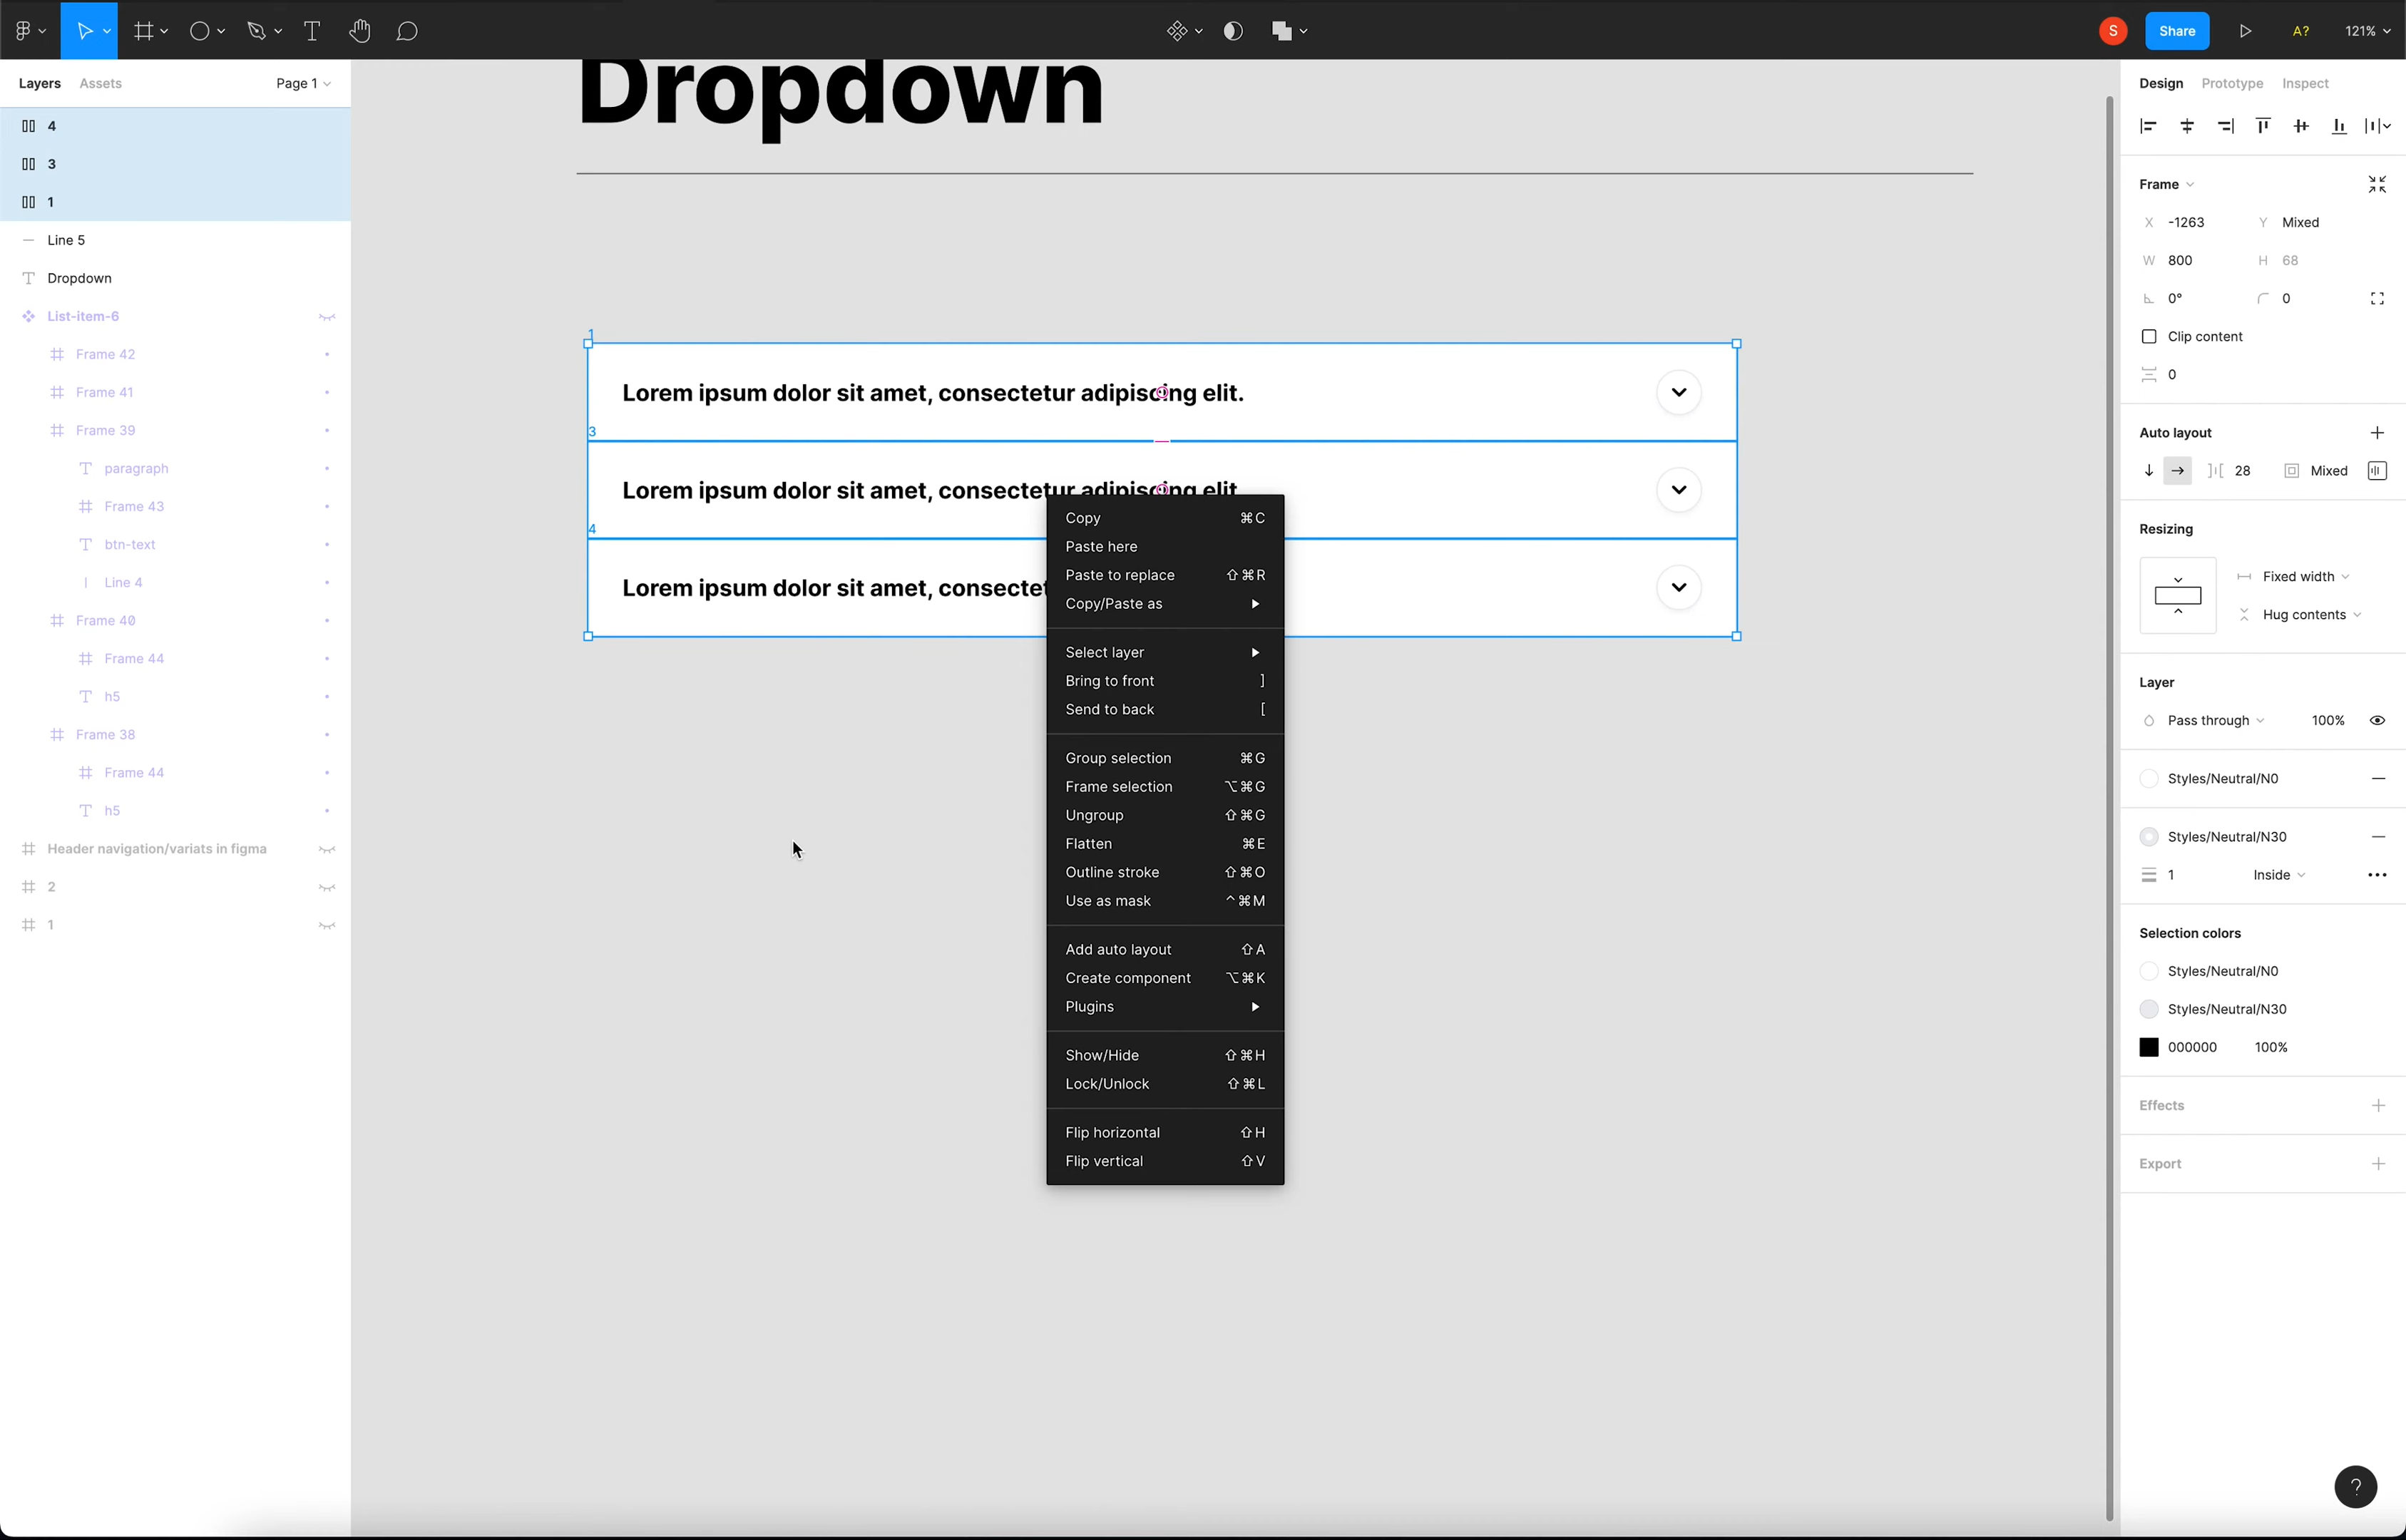 S
Share
A?
121%
Layers
Assets
Page 1
4
3
1
Line 5
Dropdown
List-item-6
Frame 42
Frame 41
Frame 39
paragraph
Frame 43
btn-text
Line 4
Frame 40
Frame 44
h5
Frame 38
Frame 44
h5
Header navigation/variats in figma
2
1
Dropdown
1
Lorem ipsum dolor sit amet, consectetur adipiscing elit.
3
Lorem ipsum dolor sit amet, consectetur adipiscing elit
4
Lorem ipsum dolor sit amet, consectet
Copy ⌘C
Paste here
Paste to replace ⇧⌘R
Copy/Paste as
Select layer
Bring to front ]
Send to back [
Group selection ⌘G
Frame selection ⌥⌘G
Ungroup ⇧⌘G
Flatten ⌘E
Outline stroke ⇧⌘O
Use as mask ^⌘M
Add auto layout ⇧A
Create component ⌥⌘K
Plugins
Show/Hide ⇧⌘H
Lock/Unlock ⇧⌘L
Flip horizontal ⇧H
Flip vertical ⇧V
Design
Prototype
Inspect
Frame
X -1263
Y Mixed
W 800
H 68
0°
0
Clip content
0
Auto layout
28
Mixed
Resizing
Fixed width
Hug contents
Layer
Pass through
100%
Styles/Neutral/N0
Styles/Neutral/N30
1
Inside
Selection colors
Styles/Neutral/N0
Styles/Neutral/N30
000000 100%
Effects
Export
?